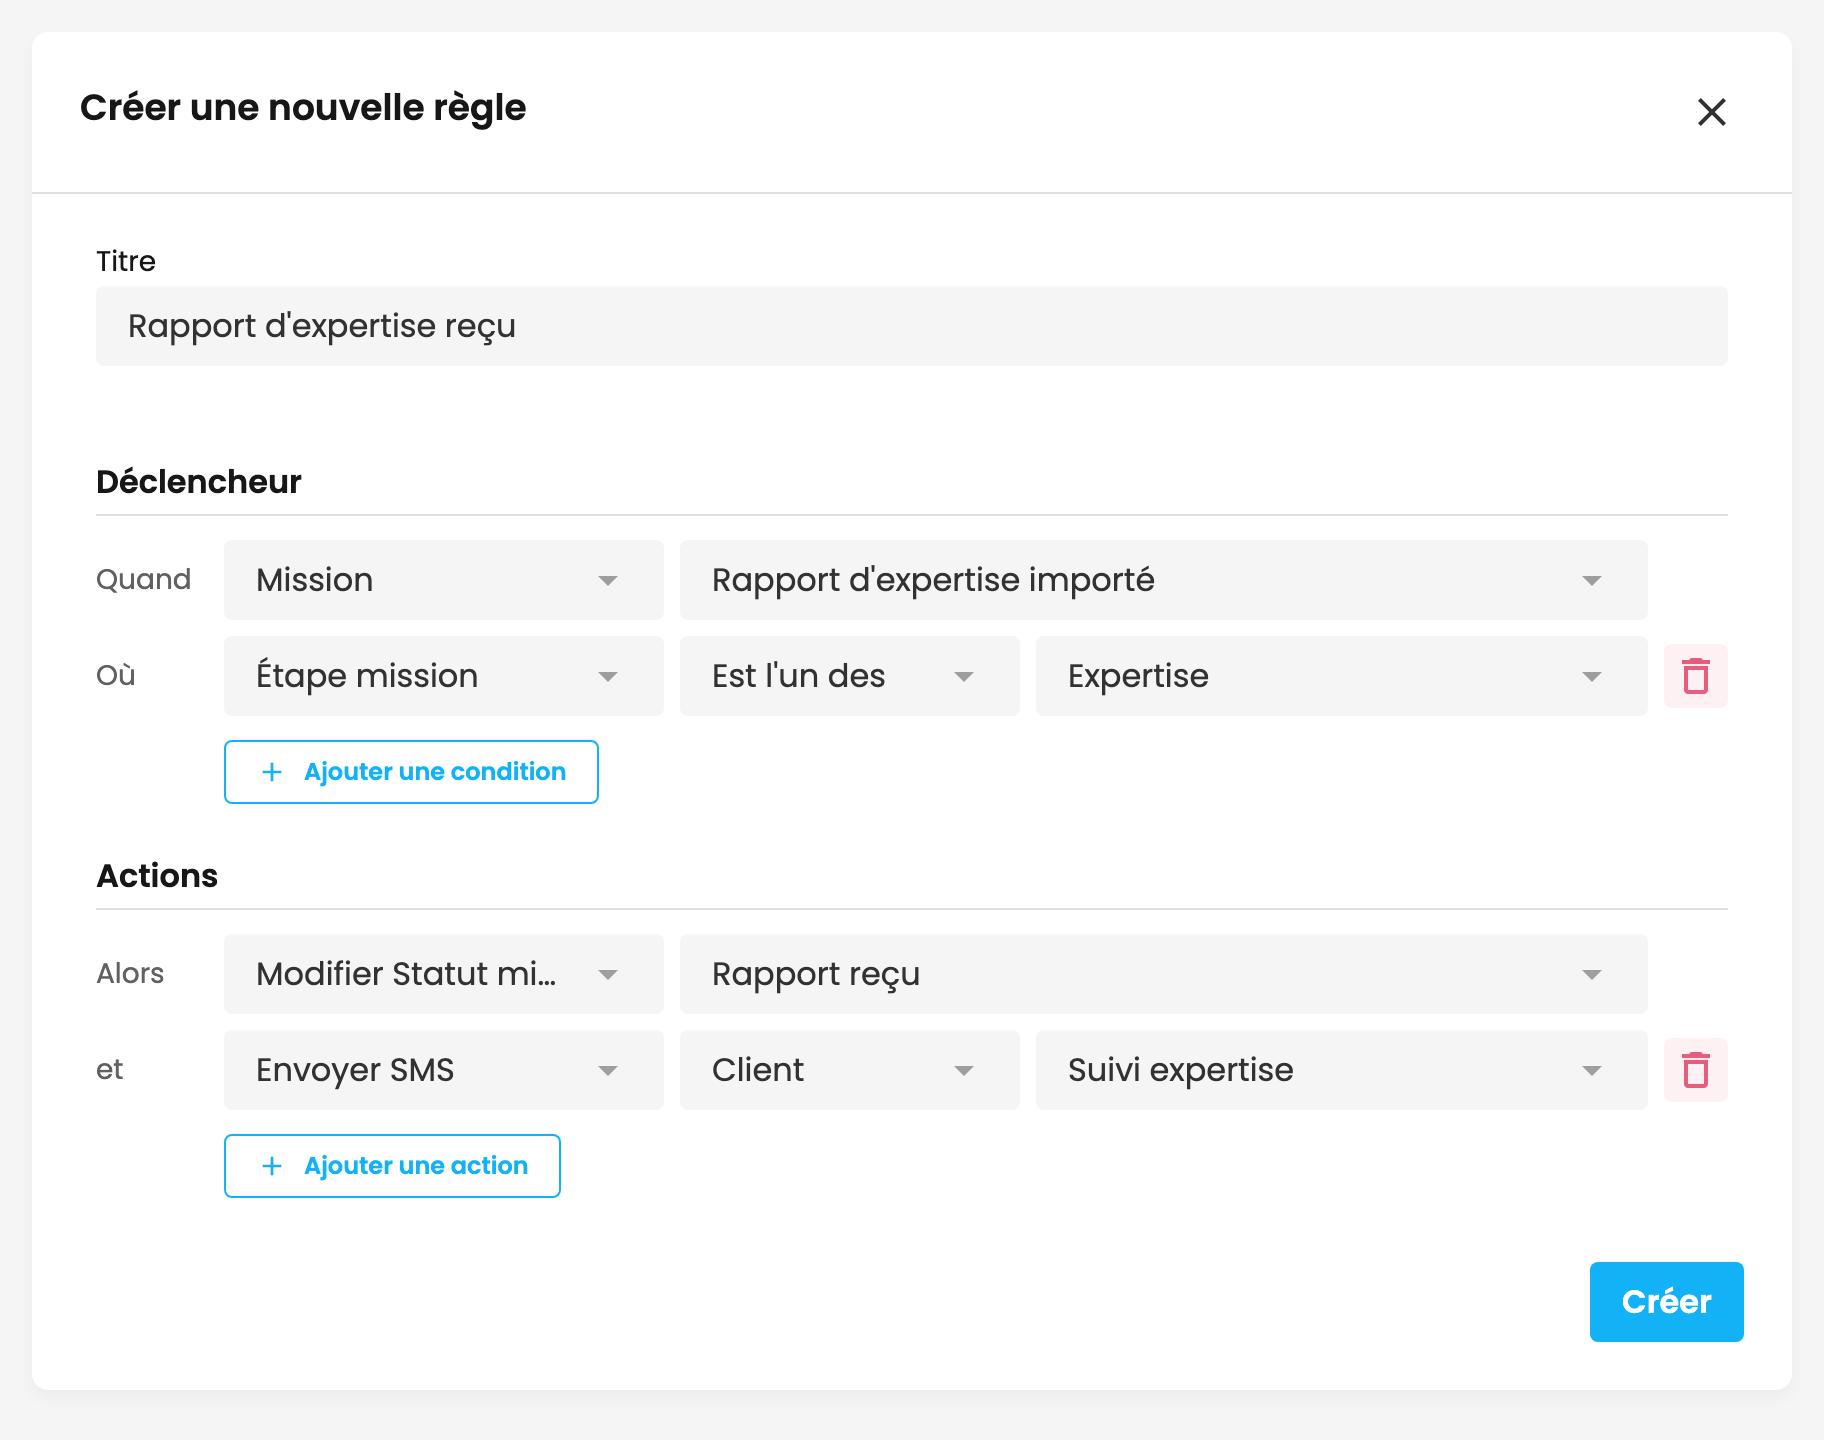 Créer une nouvelle règle
Titre
Rapport d'expertise reçu
Déclencheur
Quand Mission Rapport d'expertise importé
Où Étape mission Est l'un des Expertise
+ Ajouter une condition
Actions
Alors Modifier Statut mi... Rapport reçu
et Envoyer SMS Client Suivi expertise
+ Ajouter une action
Créer